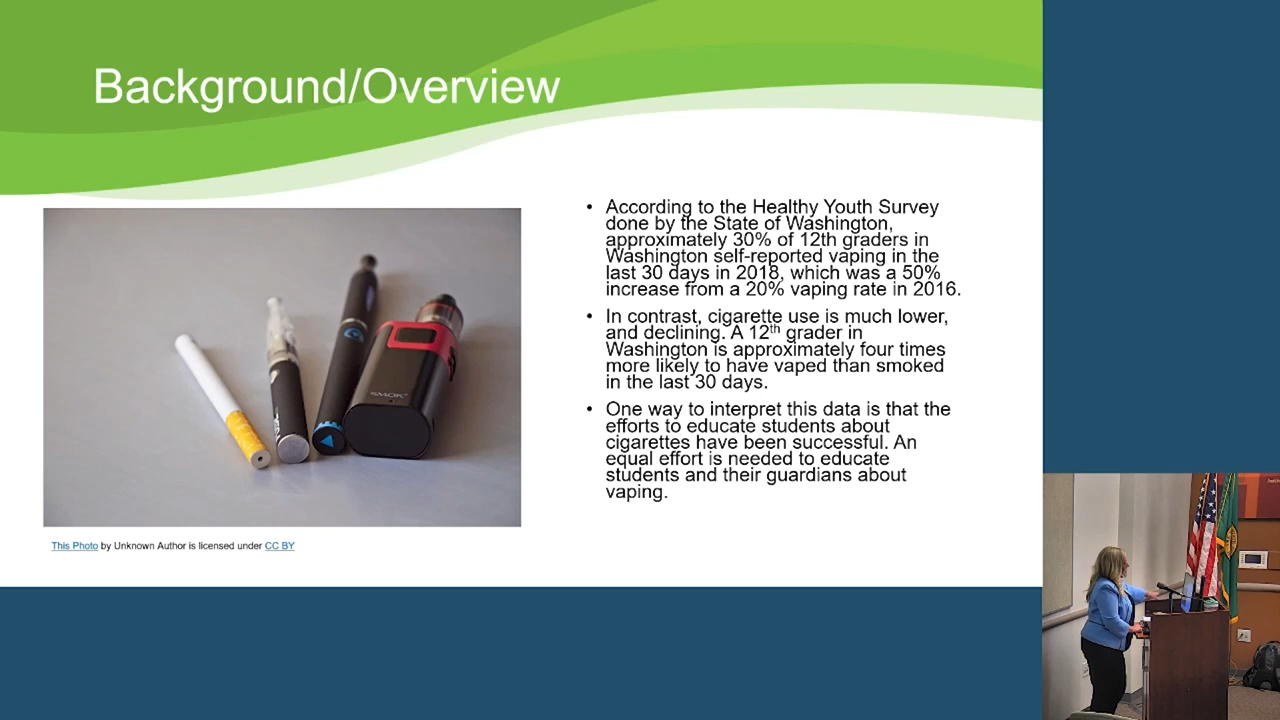 Background/Overview
• According to the Healthy Youth Survey
done by the State of Washington,
approximately 30% of 12th graders in
Washington self-reported vaping in the
last 30 days in 2018, which was a 50%
increase from a 20% vaping rate in 2016.
• In contrast, cigarette use is much lower,
and declining. A 12th grader in
Washington is approximately four times
more likely to have vaped than smoked
in the last 30 days.
• One way to interpret this data is that the
efforts to educate students about
cigarettes have been successful. An
equal effort is needed to educate
students and their guardians about
vaping.
SMOK
This Photo by Unknown Author is licensed under CC BY